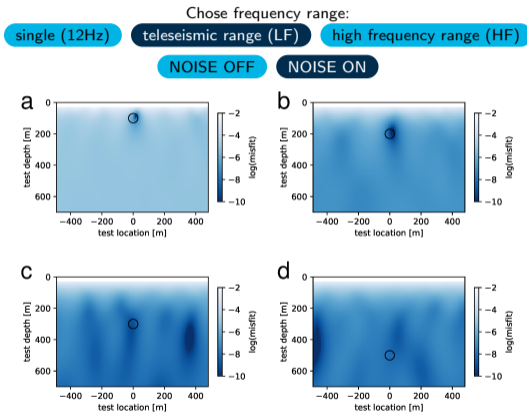 Chose frequency range:
single (12Hz) teleseismic range (LF) high frequency range (HF)
NOISE OFF NOISE ON
a b
0 200 400 600
test depth [m]
−400 −200 0 200 400
test location [m]
−2 −4 −6 −8 −10
log(misfit)
0 200 400 600
test depth [m]
−400 −200 0 200 400
test location [m]
−2 −4 −6 −8 −10
log(misfit)
c d
0 200 400 600
test depth [m]
−400 −200 0 200 400
test location [m]
−2 −4 −6 −8 −10
log(misfit)
0 200 400 600
test depth [m]
−400 −200 0 200 400
test location [m]
−2 −4 −6 −8 −10
log(misfit)